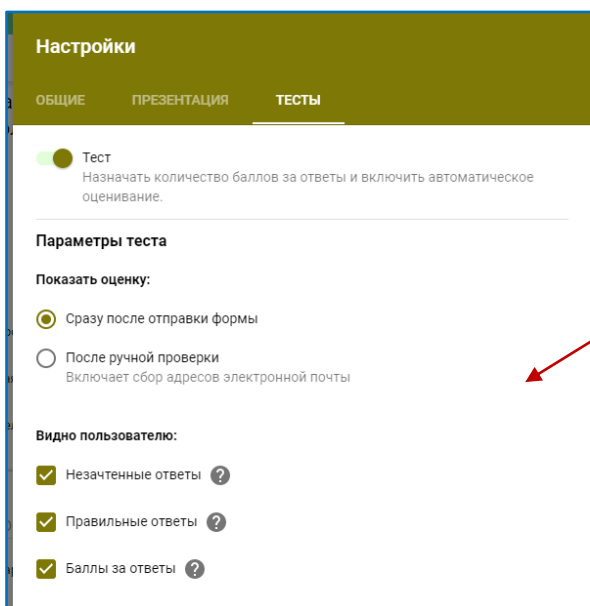 Настройки
ОБЩИЕ ПРЕЗЕНТАЦИЯ ТЕСТЫ
Тест
Назначать количество баллов за ответы и включить автоматическое
оценивание.
Параметры теста
Показать оценку:
Сразу после отправки формы
После ручной проверки
Включает сбор адресов электронной почты
Видно пользователю:
Незачтенные ответы ?
Правильные ответы ?
Баллы за ответы ?